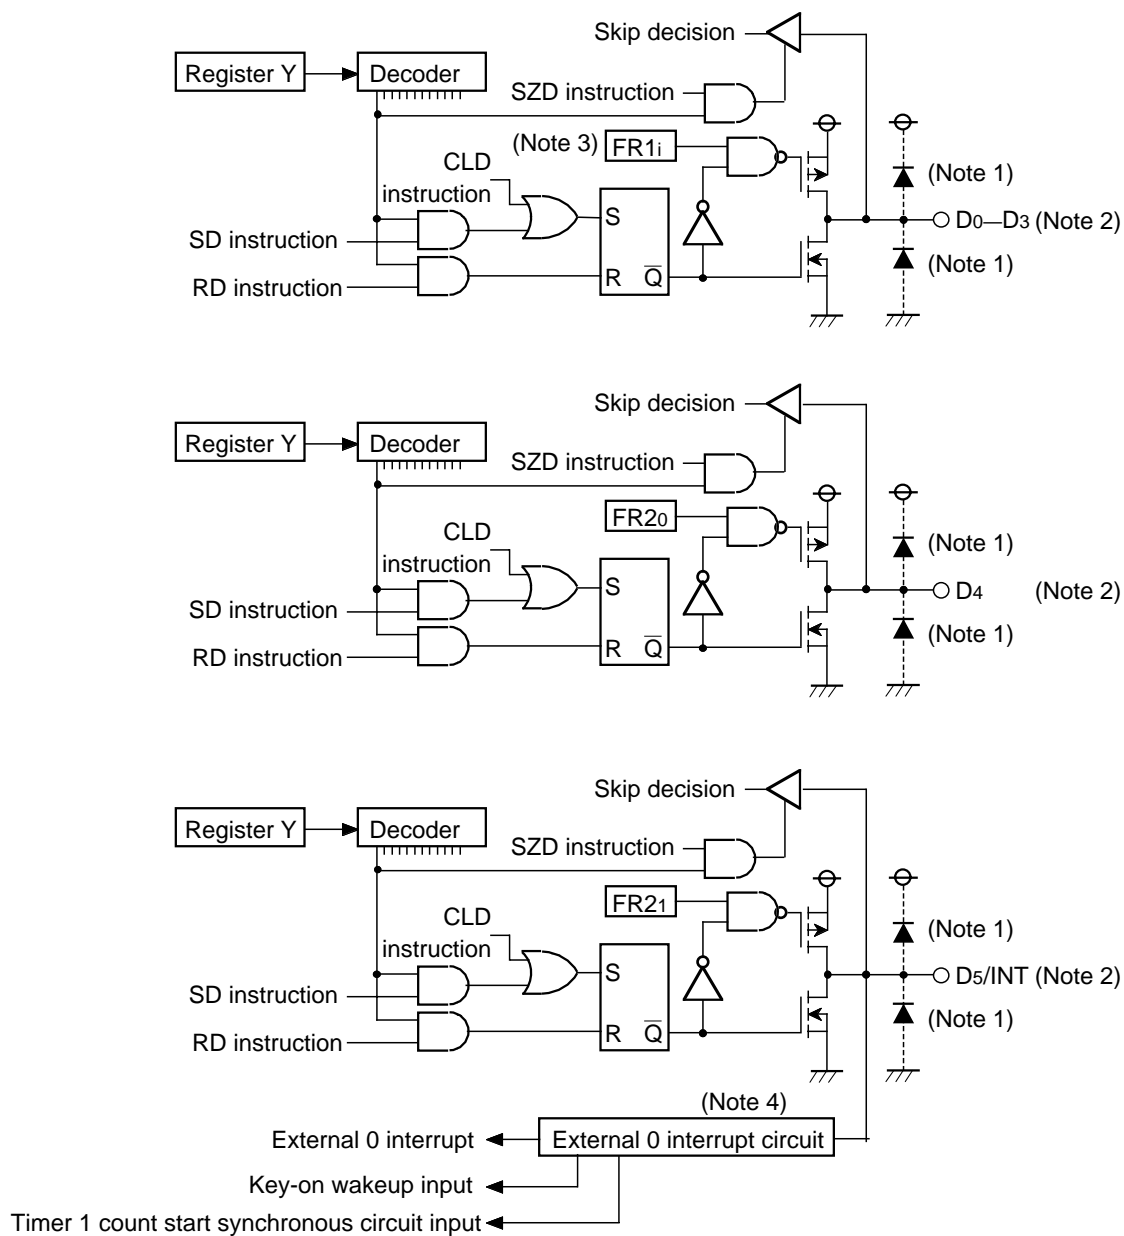 Skip decision
Register Y
Decoder
SZD instruction
(Note 3)
FR1i
CLD
instruction
(Note 1)
S
D0—D3 (Note 2)
SD instruction
(Note 1)
R
Q
RD instruction
Skip decision
Register Y
Decoder
SZD instruction
FR20
CLD
instruction
(Note 1)
S
D4 (Note 2)
SD instruction
(Note 1)
R
Q
RD instruction
Skip decision
Register Y
Decoder
SZD instruction
FR21
CLD
instruction
(Note 1)
S
D5/INT (Note 2)
SD instruction
(Note 1)
R
Q
RD instruction
(Note 4)
External 0 interrupt
External 0 interrupt circuit
Key-on wakeup input
Timer 1 count start synchronous circuit input